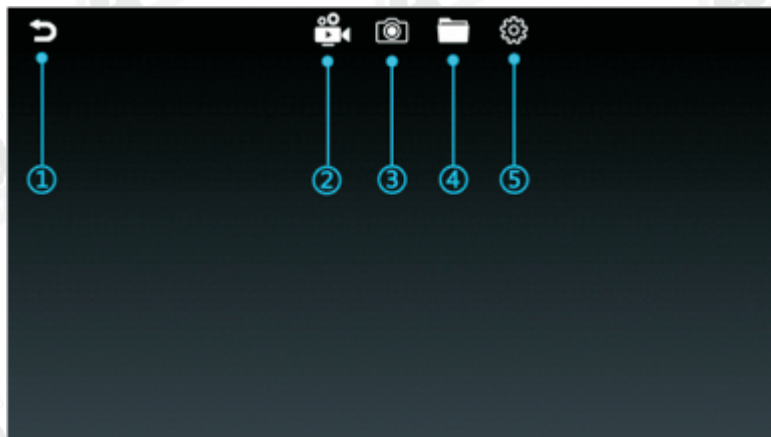 ① ② ③ ④ ⑤